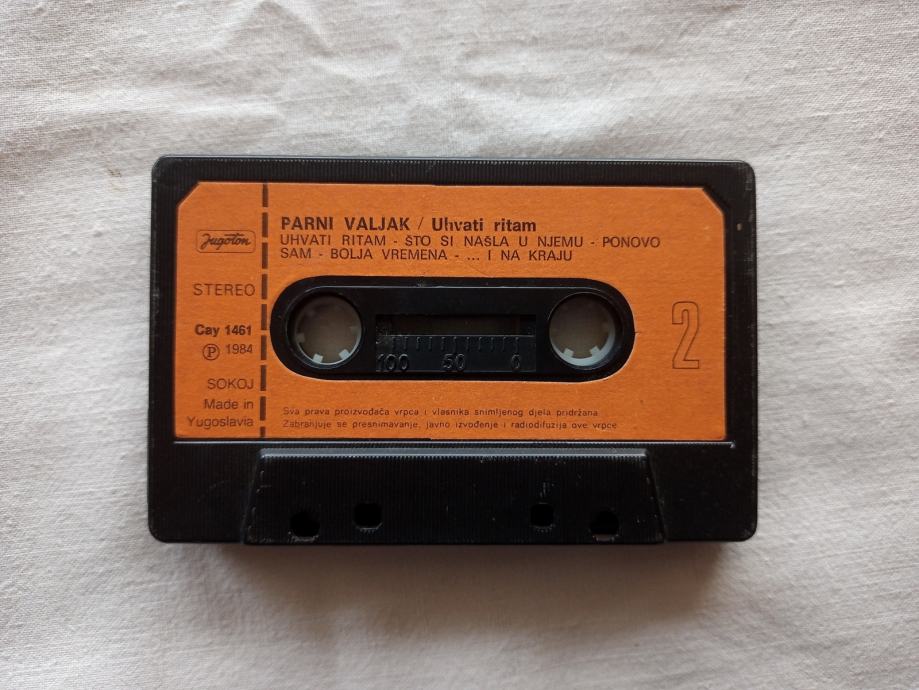 Jugoton
STEREO
Cay 1461
Ⓟ 1984
SOKOJ
Made in
Yugoslavia
PARNI VALJAK / Uhvati ritam
UHVATI RITAM - ŠTO SI NAŠLA U NJEMU - PONOVO
SAM - BOLJA VREMENA - ... I NA KRAJU
100 50 0
2
Sva prava proizvođača vrpce i vlasnika snimljenog djela pridržana
Zabranjuje se presnimavanje, javno izvođenje i radiodifuzija ove vrpce